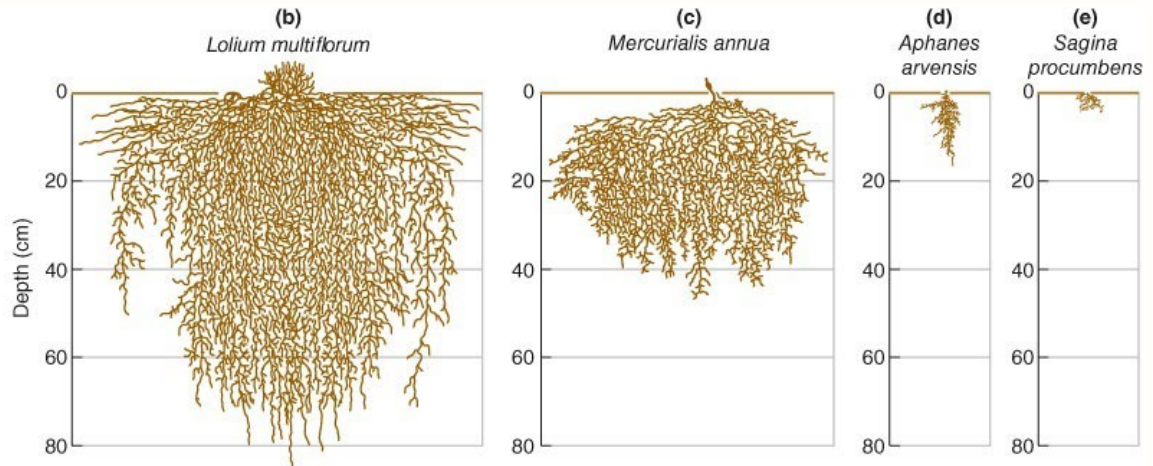 (b)
Lolium multiflorum
(c)
Mercurialis annua
(d)
Aphanes
arvensis
(e)
Sagina
procumbens
Depth (cm)
0
20
40
60
80
0
20
40
60
80
0
20
40
60
80
0
20
40
60
80